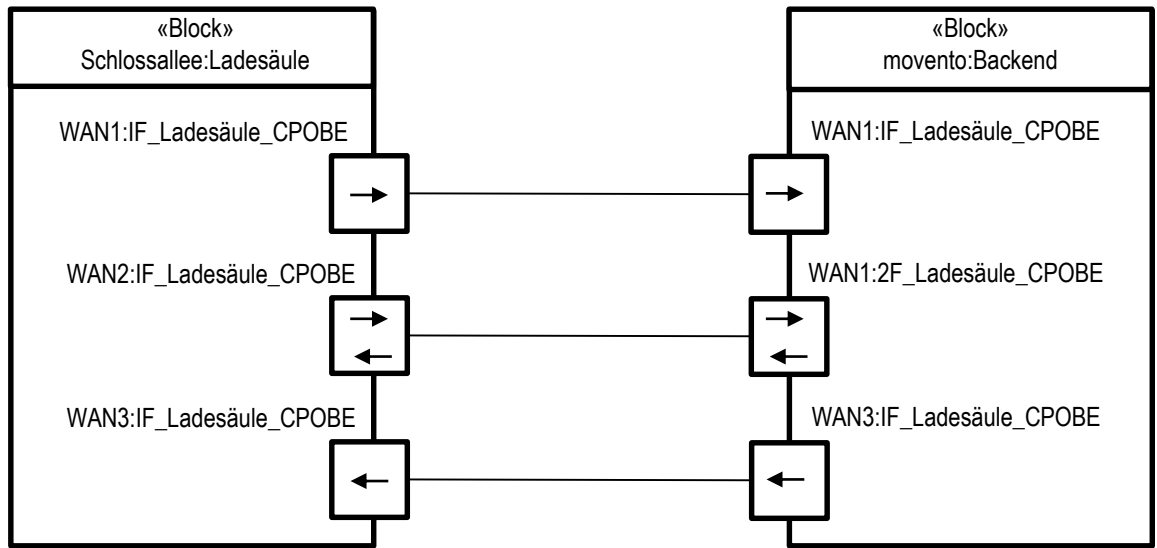 «Block»
Schlossallee:Ladesäule
WAN1:IF_Ladesäule_CPOBE
WAN2:IF_Ladesäule_CPOBE
WAN3:IF_Ladesäule_CPOBE
«Block»
movento:Backend
WAN1:IF_Ladesäule_CPOBE
WAN1:2F_Ladesäule_CPOBE
WAN3:IF_Ladesäule_CPOBE